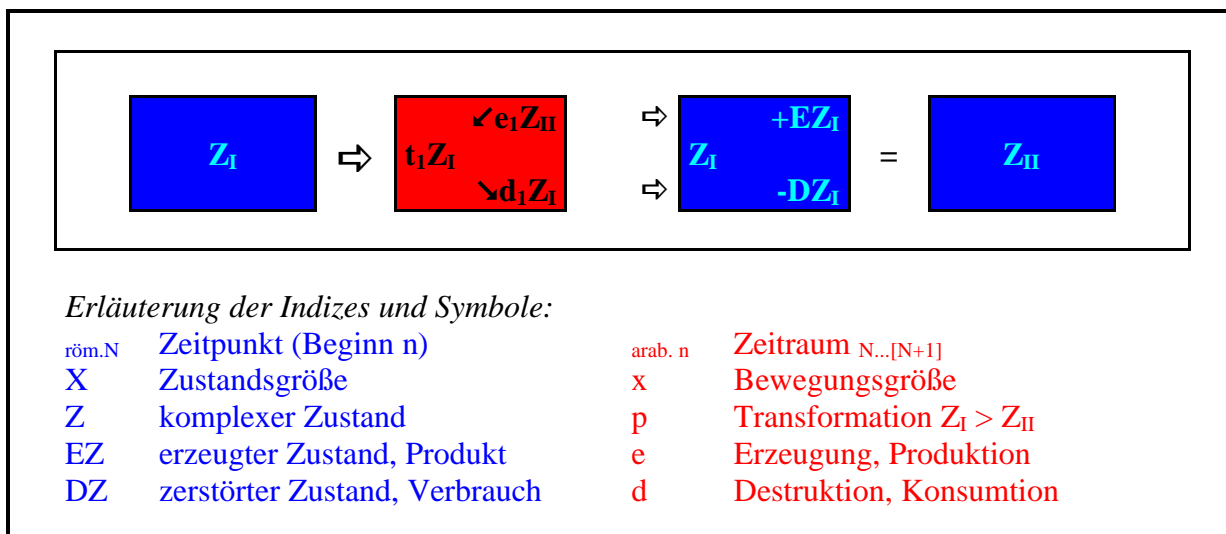 ↙e₁Z_II ⇨ +EZ_I
Z_I ⇨ t₁Z_I Z_I = Z_II
↘d₁Z_I ⇨ -DZ_I
Erläuterung der Indizes und Symbole:
röm.N Zeitpunkt (Beginn n) arab. n Zeitraum N...[N+1]
X Zustandsgröße x Bewegungsgröße
Z komplexer Zustand p Transformation Z_I > Z_II
EZ erzeugter Zustand, Produkt e Erzeugung, Produktion
DZ zerstörter Zustand, Verbrauch d Destruktion, Konsumtion